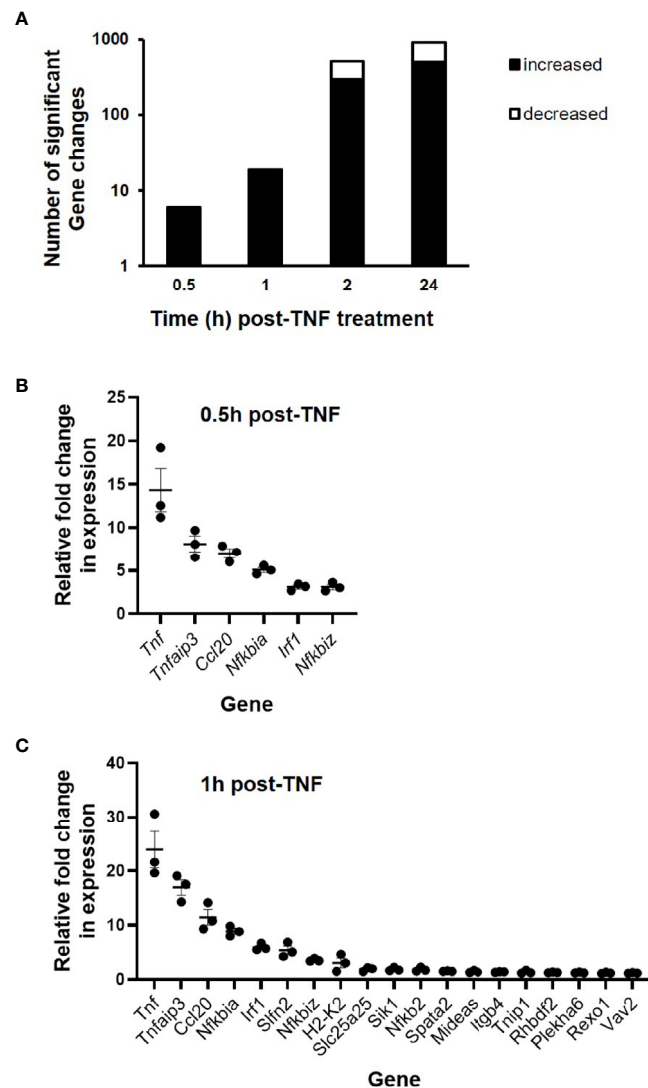 A
Number of significant
Gene changes
1000
100
10
1
0.5 1 2 24
Time (h) post-TNF treatment
increased
decreased
B
Relative fold change
in expression
25
20
15
10
5
0
0.5h post-TNF
Tnf Tnfaip3 Ccl20 Nfkbia Irf1 Nfkbiz
Gene
C
Relative fold change
in expression
40
30
20
10
0
1h post-TNF
Tnf Tnfaip3 Ccl20 Nfkbia Irf1 Slfn2 Nfkbiz H2-K2 Slc25a25 Sik1 Nfkb2 Spata2 Mideas Itgb4 Tnip1 Rhbdf2 Plekha6 Rexo1 Vav2
Gene